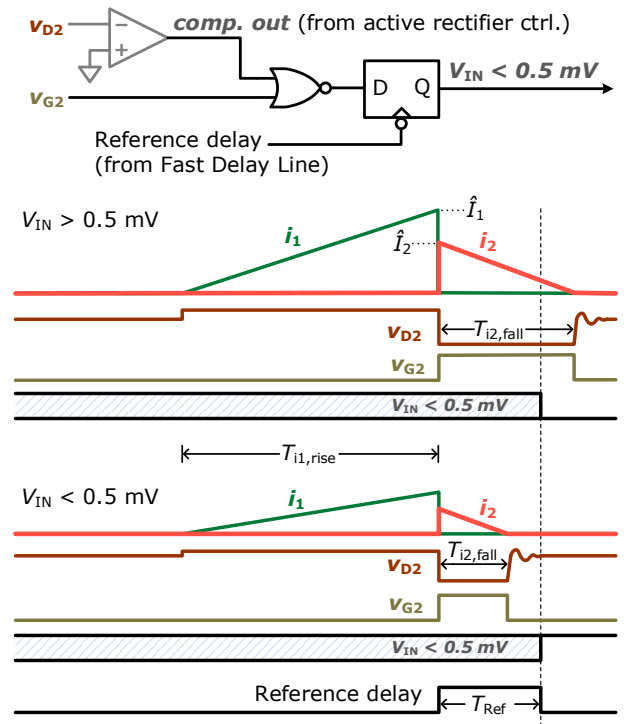 comp. out (from active rectifier ctrl.)
vD2
−
+
vG2
D Q
VIN < 0.5 mV
Reference delay
(from Fast Delay Line)
VIN > 0.5 mV
Î1
i1
Î2
i2
vD2
Ti2,fall
vG2
VIN < 0.5 mV
Ti1,rise
VIN < 0.5 mV
i1
i2
vD2
Ti2,fall
vG2
VIN < 0.5 mV
Reference delay
TRef